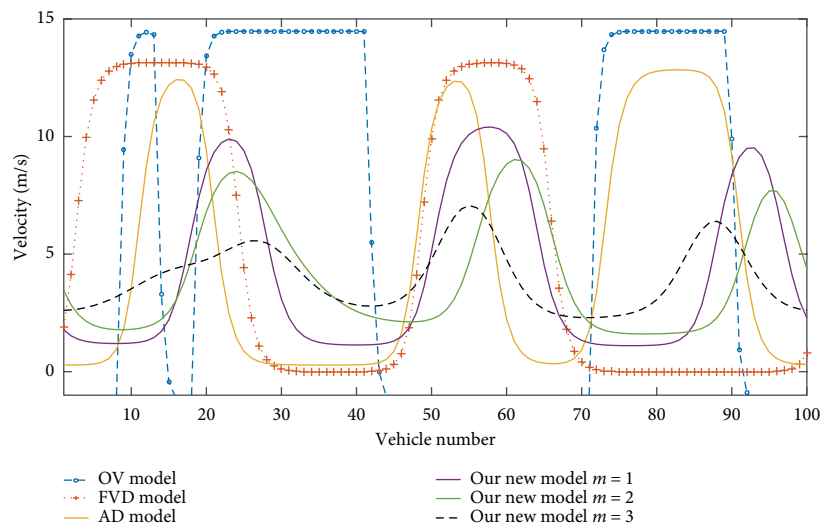 15
10
5
0
Velocity (m/s)
10 20 30 40 50 60 70 80 90 100
Vehicle number
OV model
FVD model
AD model
Our new model m = 1
Our new model m = 2
Our new model m = 3